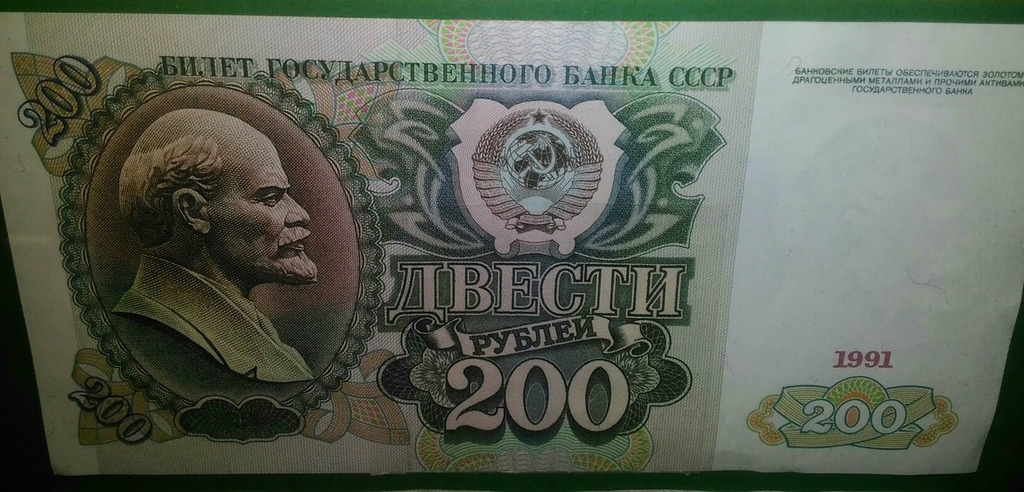 200
БИЛЕТ ГОСУДАРСТВЕННОГО БАНКА СССР
БАНКОВСКИЕ БИЛЕТЫ ОБЕСПЕЧИВАЮТСЯ ЗОЛОТОМ
ДРАГОЦЕННЫМИ МЕТАЛЛАМИ И ПРОЧИМИ АКТИВАМИ
ГОСУДАРСТВЕННОГО БАНКА
ДВЕСТИ
РУБЛЕЙ
200
200
1991
200